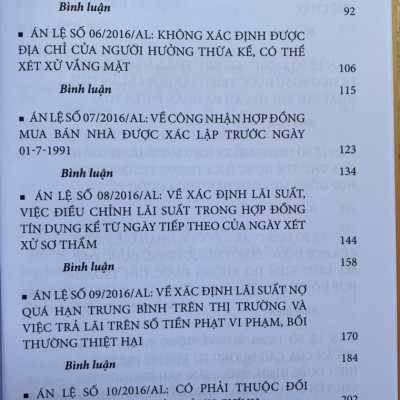 Bình luận
92
▪ ÁN LỆ SỐ 06/2016/AL: KHÔNG XÁC ĐỊNH ĐƯỢC
ĐỊA CHỈ CỦA NGƯỜI HƯỞNG THỪA KẾ, CÓ THỂ
XÉT XỬ VẮNG MẶT
106
Bình luận
115
▪ ÁN LỆ SỐ 07/2016/AL: VỀ CÔNG NHẬN HỢP ĐỒNG
MUA BÁN NHÀ ĐƯỢC XÁC LẬP TRƯỚC NGÀY
01-7-1991
123
Bình luận
134
▪ ÁN LỆ SỐ 08/2016/AL: VỀ XÁC ĐỊNH LÃI SUẤT,
VIỆC ĐIỀU CHỈNH LÃI SUẤT TRONG HỢP ĐỒNG
TÍN DỤNG KỂ TỪ NGÀY TIẾP THEO CỦA NGÀY XÉT
XỬ SƠ THẨM
144
Bình luận
158
▪ ÁN LỆ SỐ 09/2016/AL: VỀ XÁC ĐỊNH LÃI SUẤT NỢ
QUÁ HẠN TRUNG BÌNH TRÊN THỊ TRƯỜNG VÀ
VIỆC TRẢ LÃI TRÊN SỐ TIỀN PHẠT VI PHẠM, BỒI
THƯỜNG THIỆT HẠI
170
Bình luận
184
▪ ÁN LỆ SỐ 10/2016/AL: CÓ PHẢI THUỘC ĐỐI
202